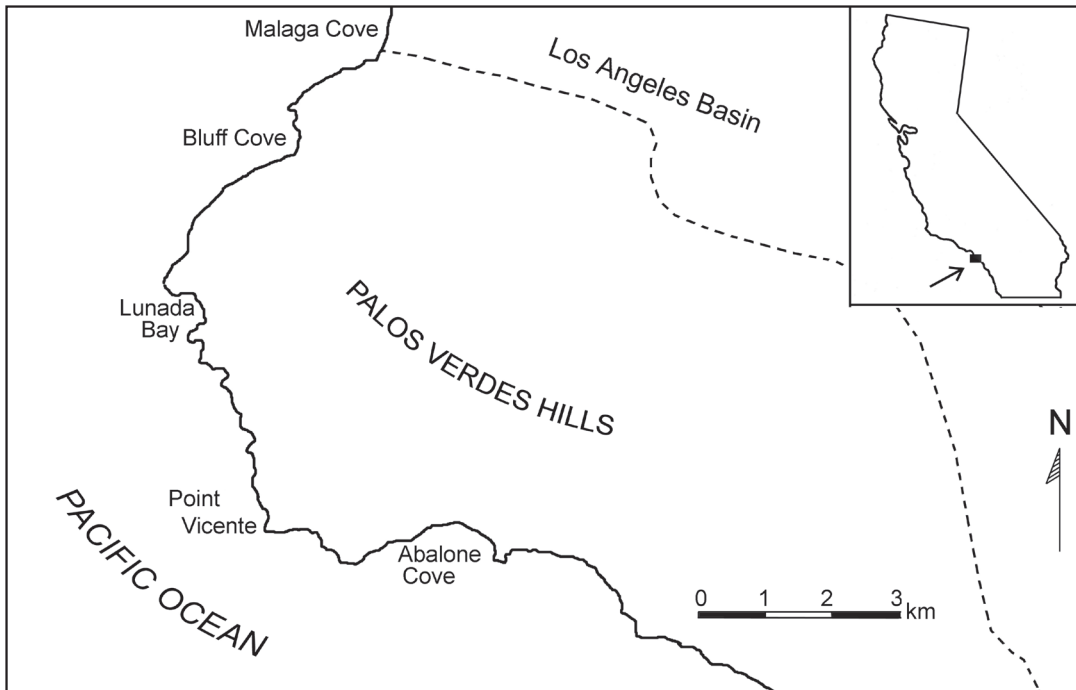 Malaga Cove
Los Angeles Basin
Bluff Cove
Lunada
Bay
PALOS VERDES HILLS
N
Point
Vicente
Abalone
Cove
PACIFIC OCEAN
0 1 2 3
km